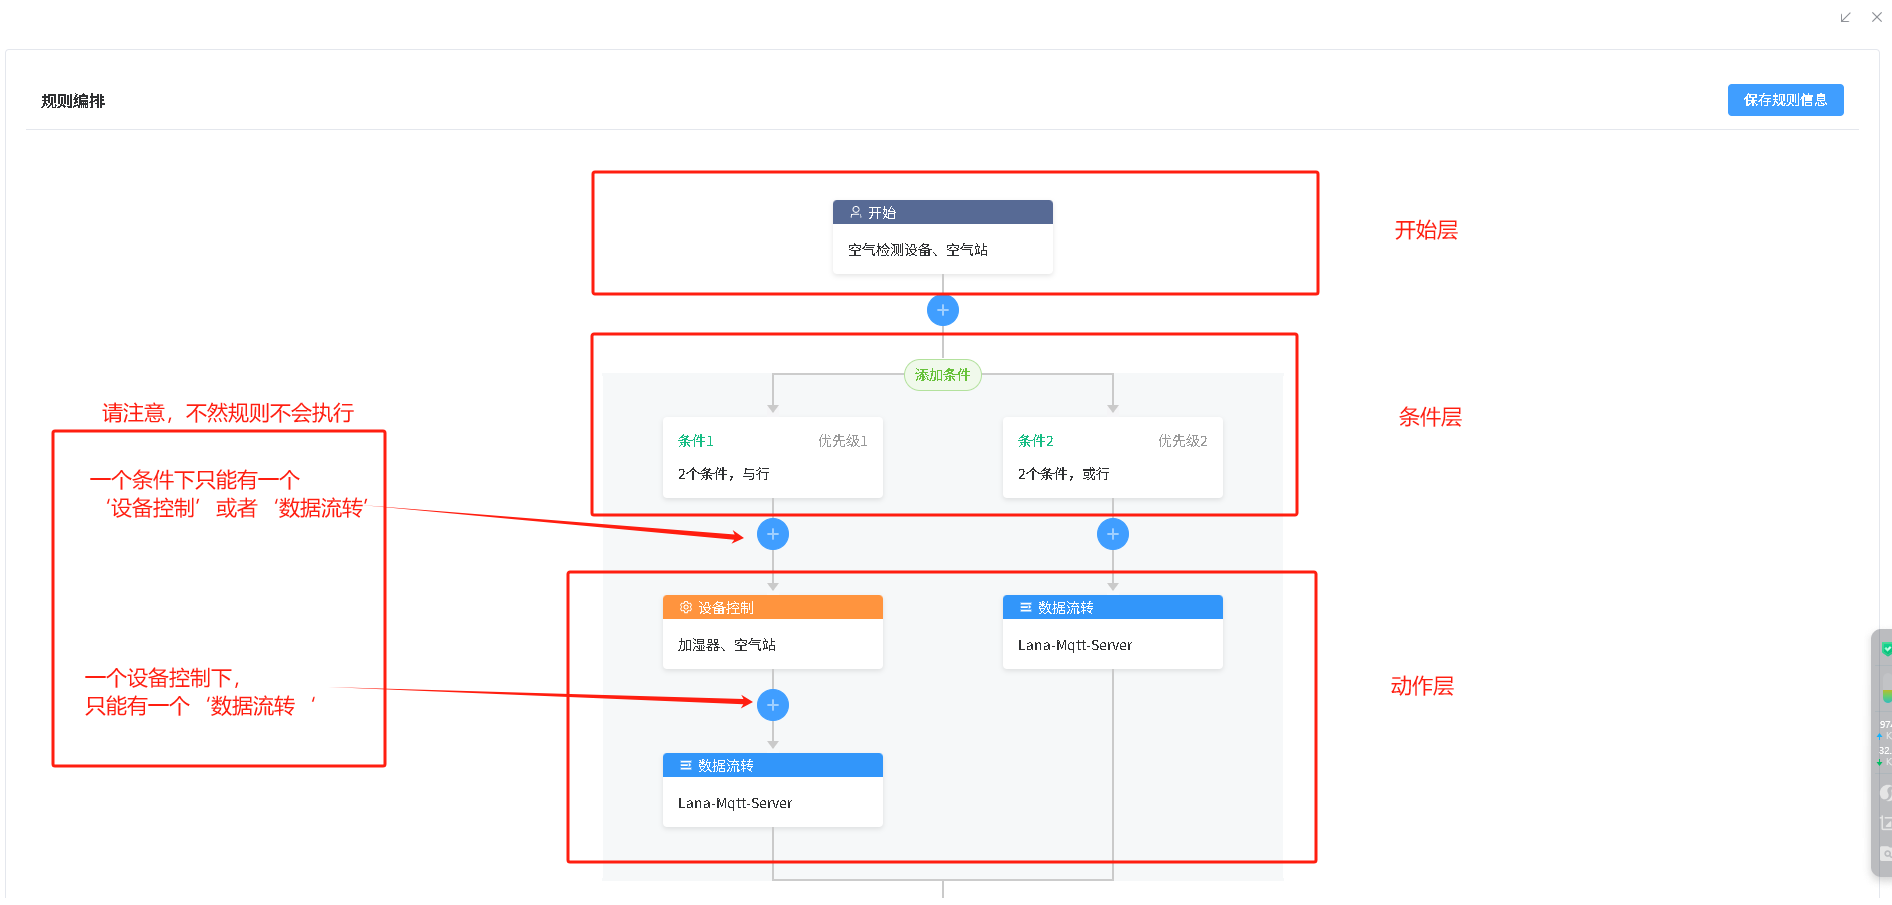 规则编排
保存规则信息
开始
空气检测设备、空气站
开始层
添加条件
请注意，不然规则不会执行
条件层
条件1
优先级1
2个条件，与行
条件2
优先级2
2个条件，或行
一个条件下只能有一个
‘设备控制’ 或者 ‘数据流转’
设备控制
加湿器、空气站
数据流转
Lana-Mqtt-Server
动作层
一个设备控制下，
只能有一个 ‘数据流转 ‘
数据流转
Lana-Mqtt-Server